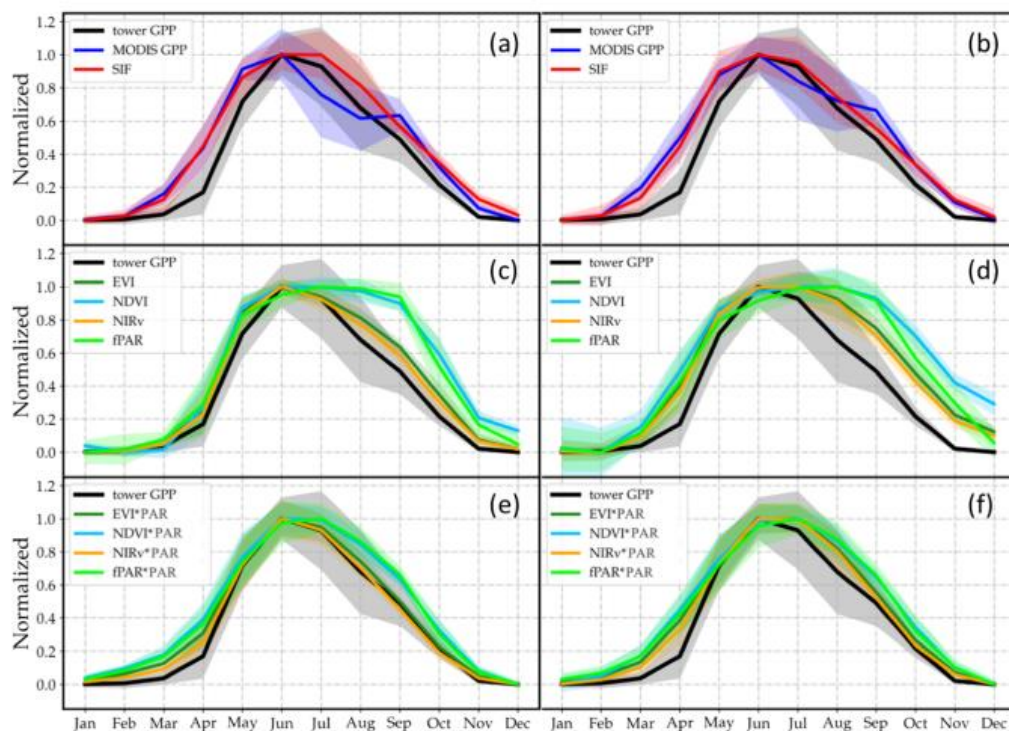 1.2
1.0
0.8
0.6
0.4
0.2
0.0
Normalized
tower GPP
MODIS GPP
SIF
(a)
tower GPP
MODIS GPP
SIF
(b)
1.2
1.0
0.8
0.6
0.4
0.2
0.0
Normalized
tower GPP
EVI
NDVI
NIRv
fPAR
(c)
tower GPP
EVI
NDVI
NIRv
fPAR
(d)
1.2
1.0
0.8
0.6
0.4
0.2
0.0
Normalized
tower GPP
EVI*PAR
NDVI*PAR
NIRv*PAR
fPAR*PAR
(e)
tower GPP
EVI*PAR
NDVI*PAR
NIRv*PAR
fPAR*PAR
(f)
Jan Feb Mar Apr May Jun Jul Aug Sep Oct Nov Dec
Jan Feb Mar Apr May Jun Jul Aug Sep Oct Nov Dec